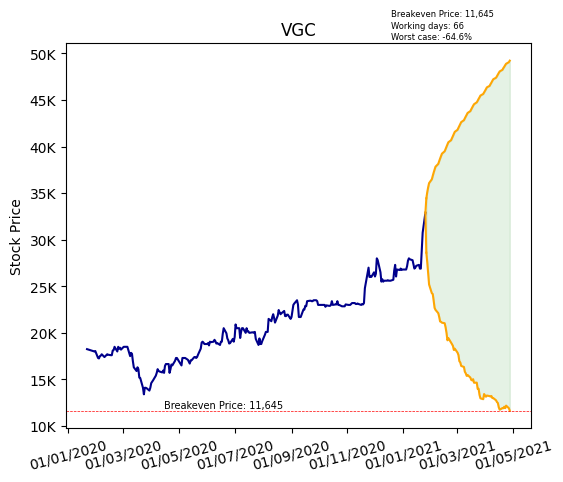 Breakeven Price: 11,645
Working days: 66
Worst case: -64.6%
VGC
50K
45K
40K
35K
30K
25K
20K
15K
10K
Stock Price
Breakeven Price: 11,645
01/01/2020
01/03/2020
01/05/2020
01/07/2020
01/09/2020
01/11/2020
01/01/2021
01/03/2021
01/05/2021